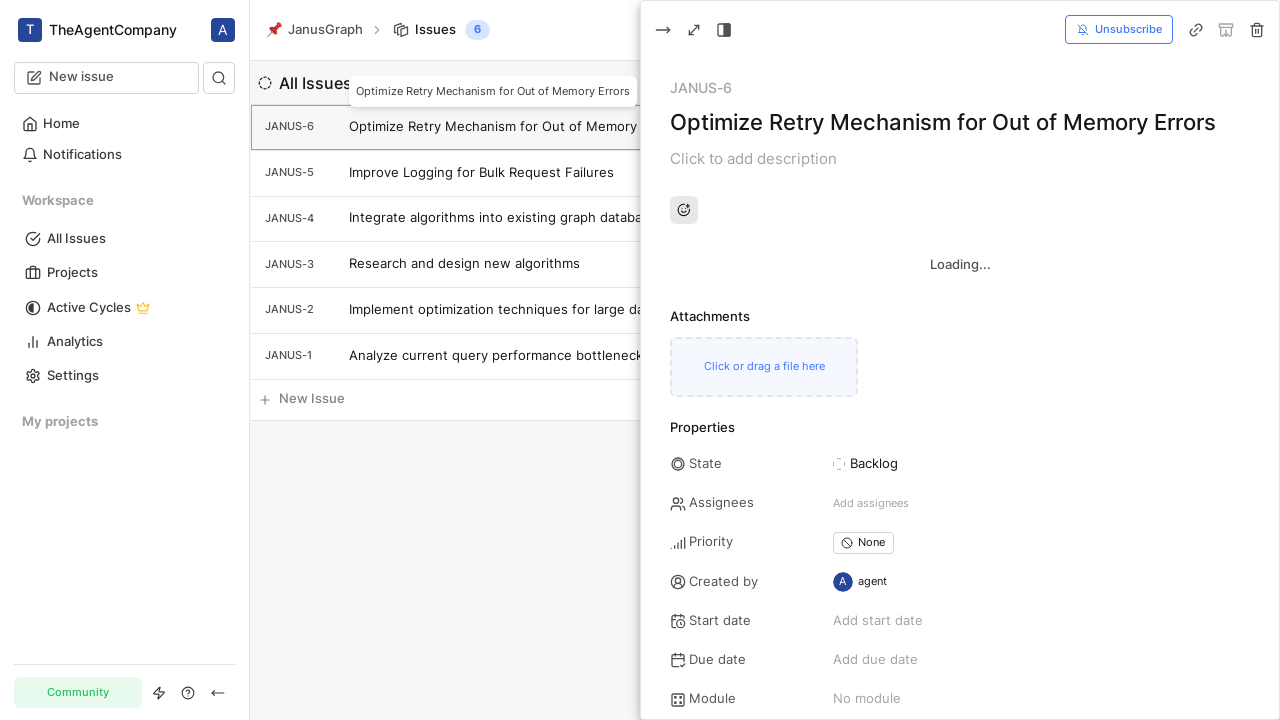 T TheAgentCompany A
New issue
Home
Notifications
Workspace
All Issues
Projects
Active Cycles
Analytics
Settings
My projects
Community
JanusGraph Issues 6
All Issues
Optimize Retry Mechanism for Out of Memory Errors
JANUS-6 Optimize Retry Mechanism for Out of Memory
JANUS-5 Improve Logging for Bulk Request Failures
JANUS-4 Integrate algorithms into existing graph databa
JANUS-3 Research and design new algorithms
JANUS-2 Implement optimization techniques for large da
JANUS-1 Analyze current query performance bottleneck
New Issue
Unsubscribe
JANUS-6
Optimize Retry Mechanism for Out of Memory Errors
Click to add description
Loading...
Attachments
Click or drag a file here
Properties
State Backlog
Assignees Add assignees
Priority None
Created by A agent
Start date Add start date
Due date Add due date
Module No module